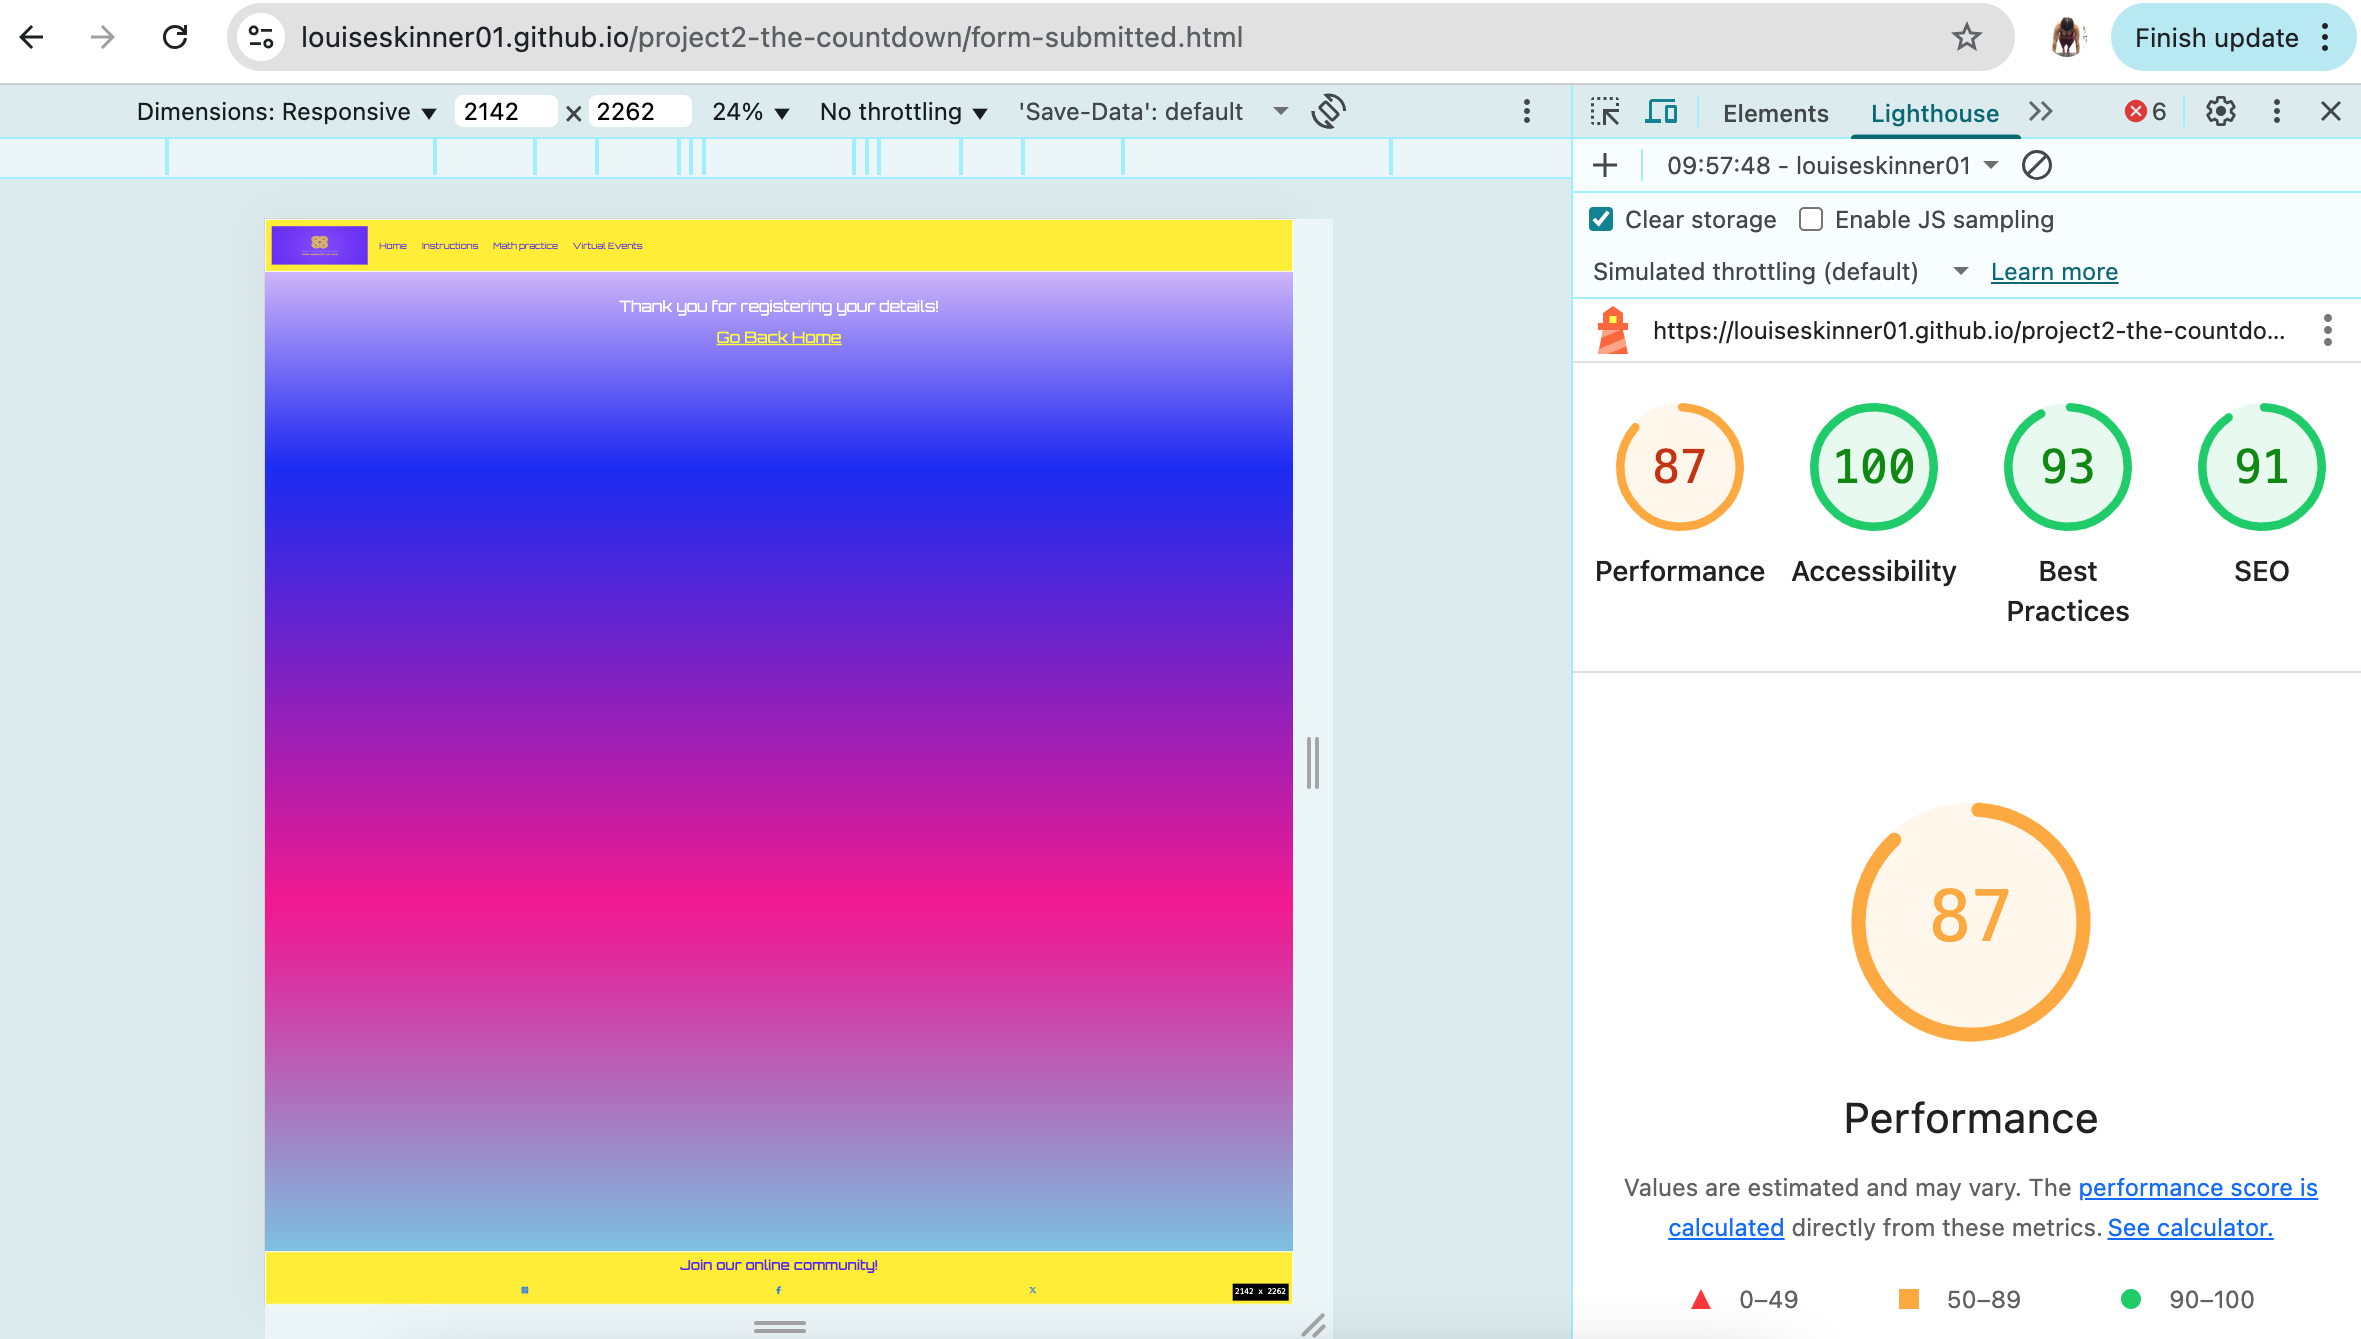 louiseskinner01.github.io/project2-the-countdown/form-submitted.html
Finish update
Dimensions: Responsive ▼ 2142 × 2262 24% ▼ No throttling ▼ 'Save-Data': default
Elements Lighthouse 6
09:57:48 - louiseskinner01
Clear storage Enable JS sampling
Simulated throttling (default) Learn more
https://louiseskinner01.github.io/project2-the-countdo...
Home Instructions Math practice Virtual Events
Thank you for registering your details!
Go Back Home
Join our online community!
2142 x 2262
87 100 93 91
Performance Accessibility Best Practices SEO
87
Performance
Values are estimated and may vary. The performance score is
calculated directly from these metrics. See calculator.
0–49 50–89 90–100